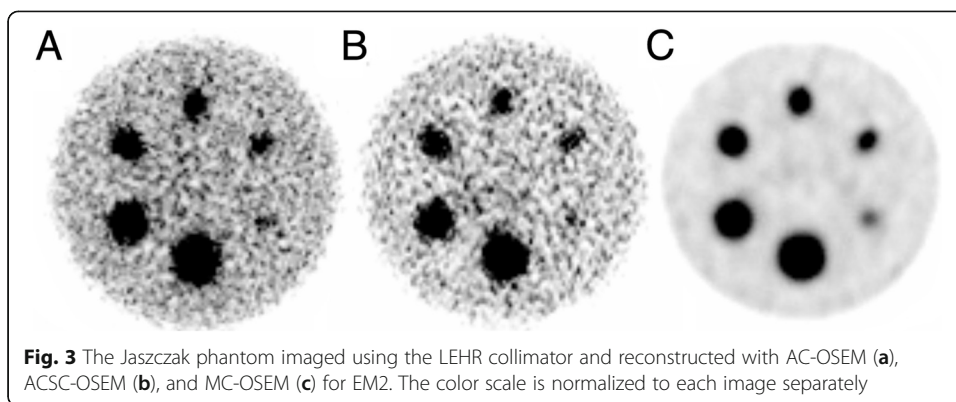 A B C
Fig. 3 The Jaszczak phantom imaged using the LEHR collimator and reconstructed with AC-OSEM (a),
ACSC-OSEM (b), and MC-OSEM (c) for EM2. The color scale is normalized to each image separately